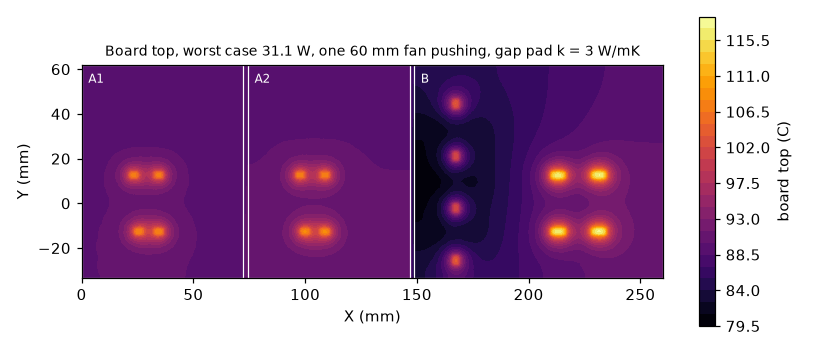 Board top, worst case 31.1 W, one 60 mm fan pushing, gap pad k = 3 W/mK
A1
A2
B
60
40
20
0
−20
Y (mm)
0
50
100
150
200
250
X (mm)
115.5
111.0
106.5
102.0
97.5
93.0
88.5
84.0
79.5
board top (C)